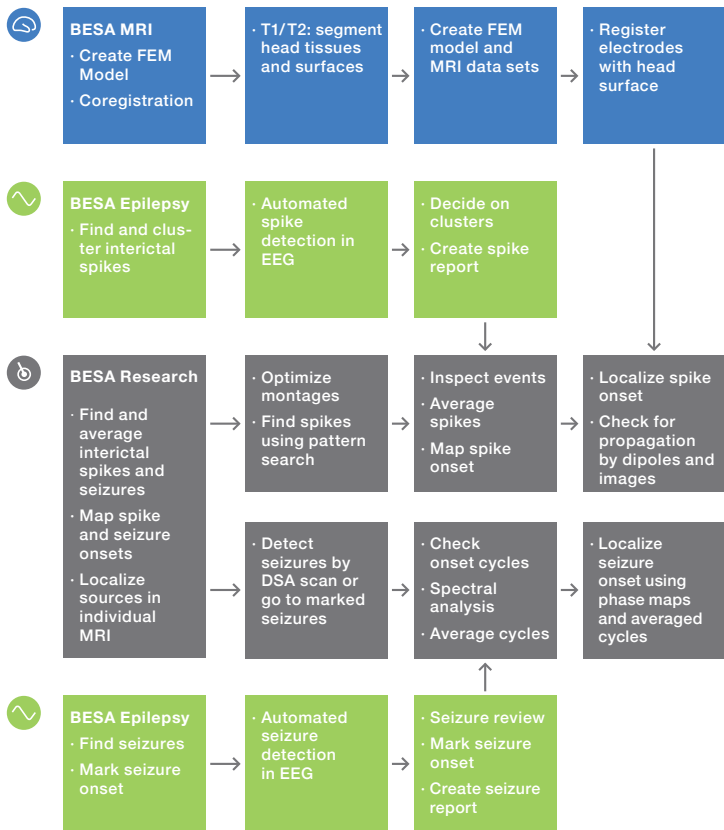 BESA MRI
· Create FEM
Model
· Coregistration
· T1/T2: segment
head tissues
and surfaces
· Create FEM
model and
MRI data sets
· Register
electrodes
with head
surface
BESA Epilepsy
· Find and clus-
ter interictal
spikes
· Automated
spike
detection in
EEG
· Decide on
clusters
· Create spike
report
BESA Research
· Find and
average
interictal
spikes and
seizures
· Map spike
and seizure
onsets
· Localize
sources in
individual
MRI
· Optimize
montages
· Find spikes
using pattern
search
· Inspect events
· Average
spikes
· Map spike
onset
· Localize spike
onset
· Check for
propagation
by dipoles and
images
· Detect
seizures by
DSA scan or
go to marked
seizures
· Check
onset cycles
· Spectral
analysis
· Average cycles
· Localize
seizure
onset using
phase maps
and averaged
cycles
BESA Epilepsy
· Find seizures
· Mark seizure
onset
· Automated
seizure
detection
in EEG
· Seizure review
· Mark seizure
onset
· Create seizure
report